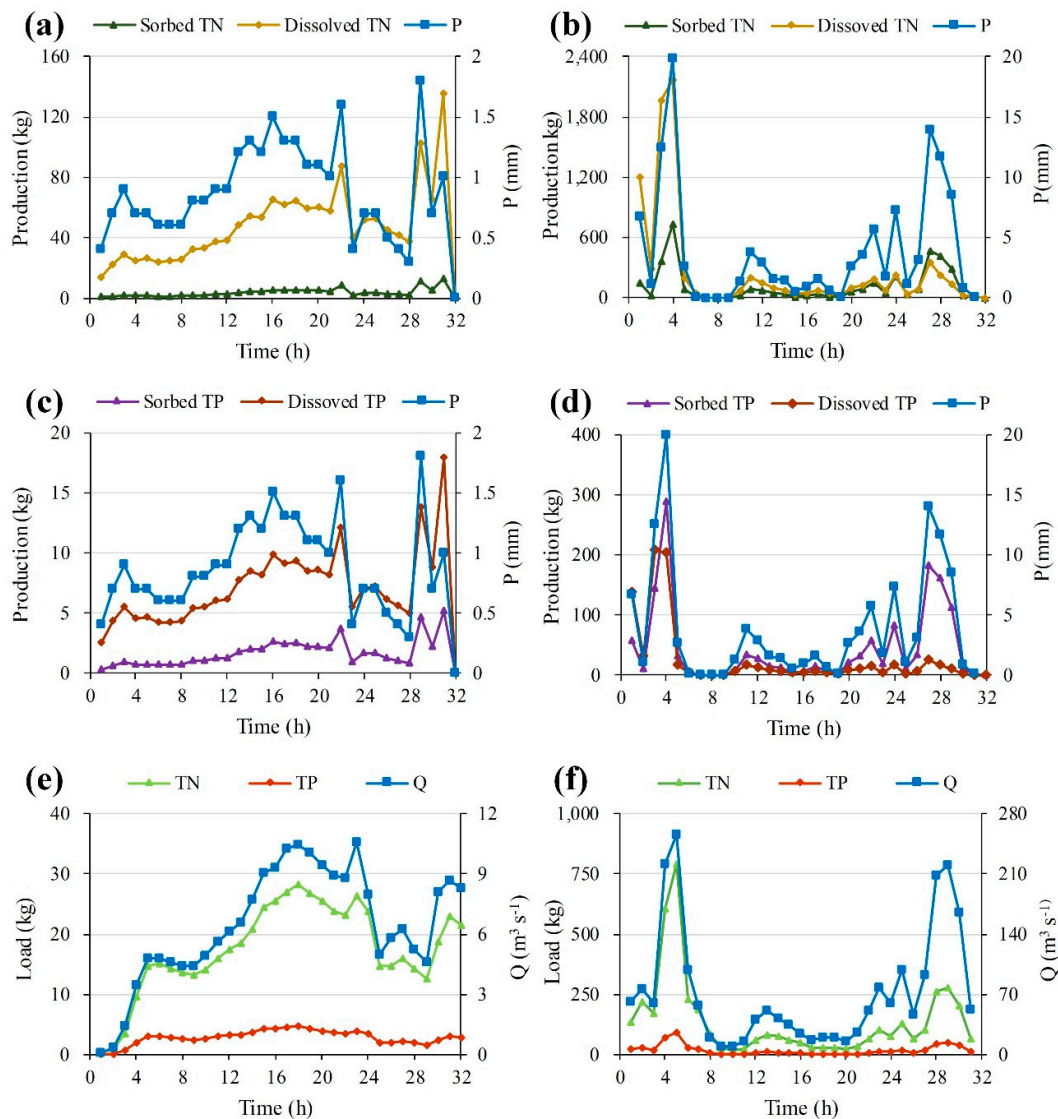 (a)
Sorbed TN Dissolved TN P
160 120 80 40 0
Production (kg)
2 1.5 1 0.5 0
P (mm)
0 4 8 12 16 20 24 28 32
Time (h)
(b)
Sorbed TN Dissoved TN P
2,400 1,800 1,200 600 0
Production kg)
20 15 10 5 0
P(mm)
0 4 8 12 16 20 24 28 32
Time (h)
(c)
Sorbed TP Dissoved TP P
20 15 10 5 0
Production (kg)
2 1.5 1 0.5 0
P (mm)
0 4 8 12 16 20 24 28 32
Time (h)
(d)
Sorbed TP Dissoved TP P
400 300 200 100 0
Production (kg)
20 15 10 5 0
P(mm)
0 4 8 12 16 20 24 28 32
Time (h)
(e)
TN TP Q
40 30 20 10 0
Load (kg)
12 9 6 3 0
Q (m³ s⁻¹)
0 4 8 12 16 20 24 28 32
Time (h)
(f)
TN TP Q
1,000 750 500 250 0
Load (kg)
280 210 140 70 0
Q (m³ s⁻¹)
0 4 8 12 16 20 24 28 32
Time (h)